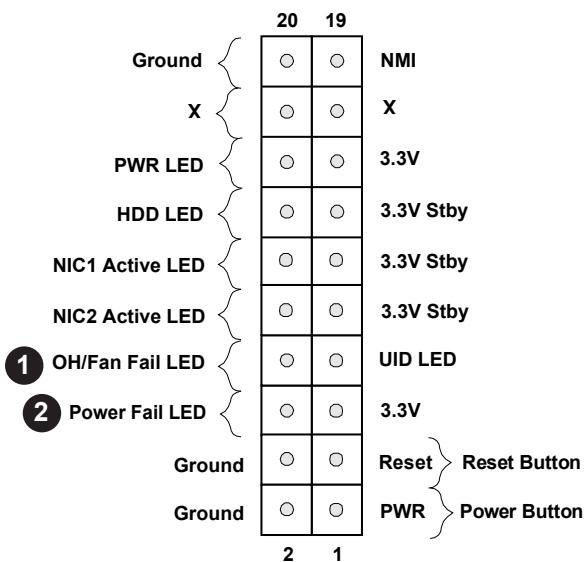 20 19
Ground NMI
X X
PWR LED 3.3V
HDD LED 3.3V Stby
NIC1 Active LED 3.3V Stby
NIC2 Active LED 3.3V Stby
1 OH/Fan Fail LED UID LED
2 Power Fail LED 3.3V
Ground Reset Reset Button
Ground PWR Power Button
2 1